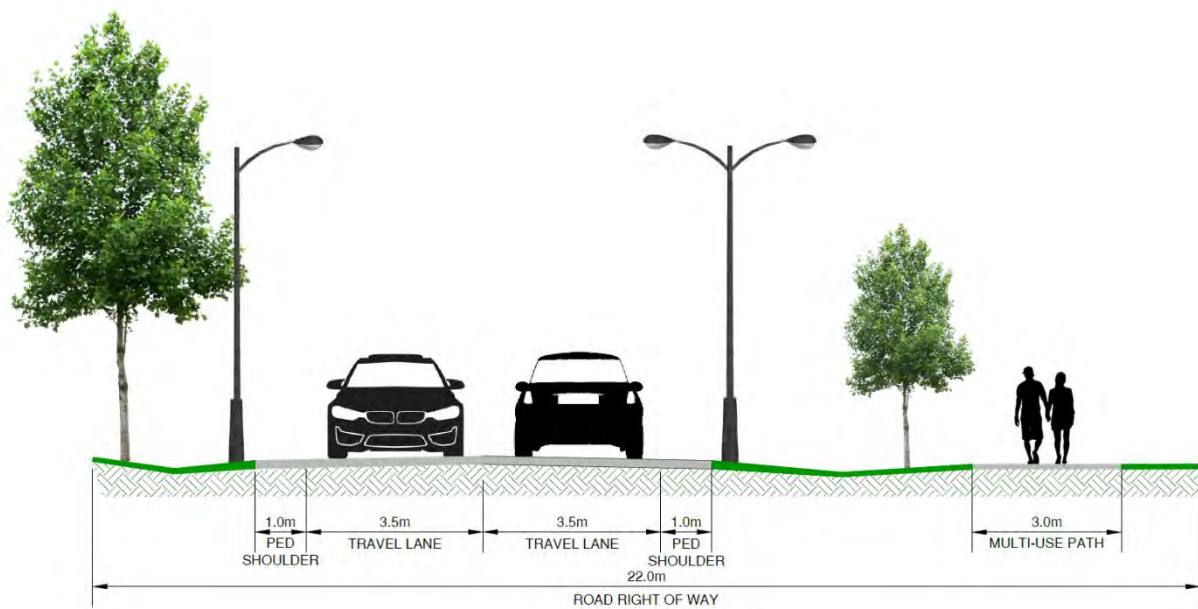 1.0m
PED
SHOULDER
3.5m
TRAVEL LANE
3.5m
TRAVEL LANE
1.0m
PED
SHOULDER
3.0m
MULTI-USE PATH
22.0m
ROAD RIGHT OF WAY